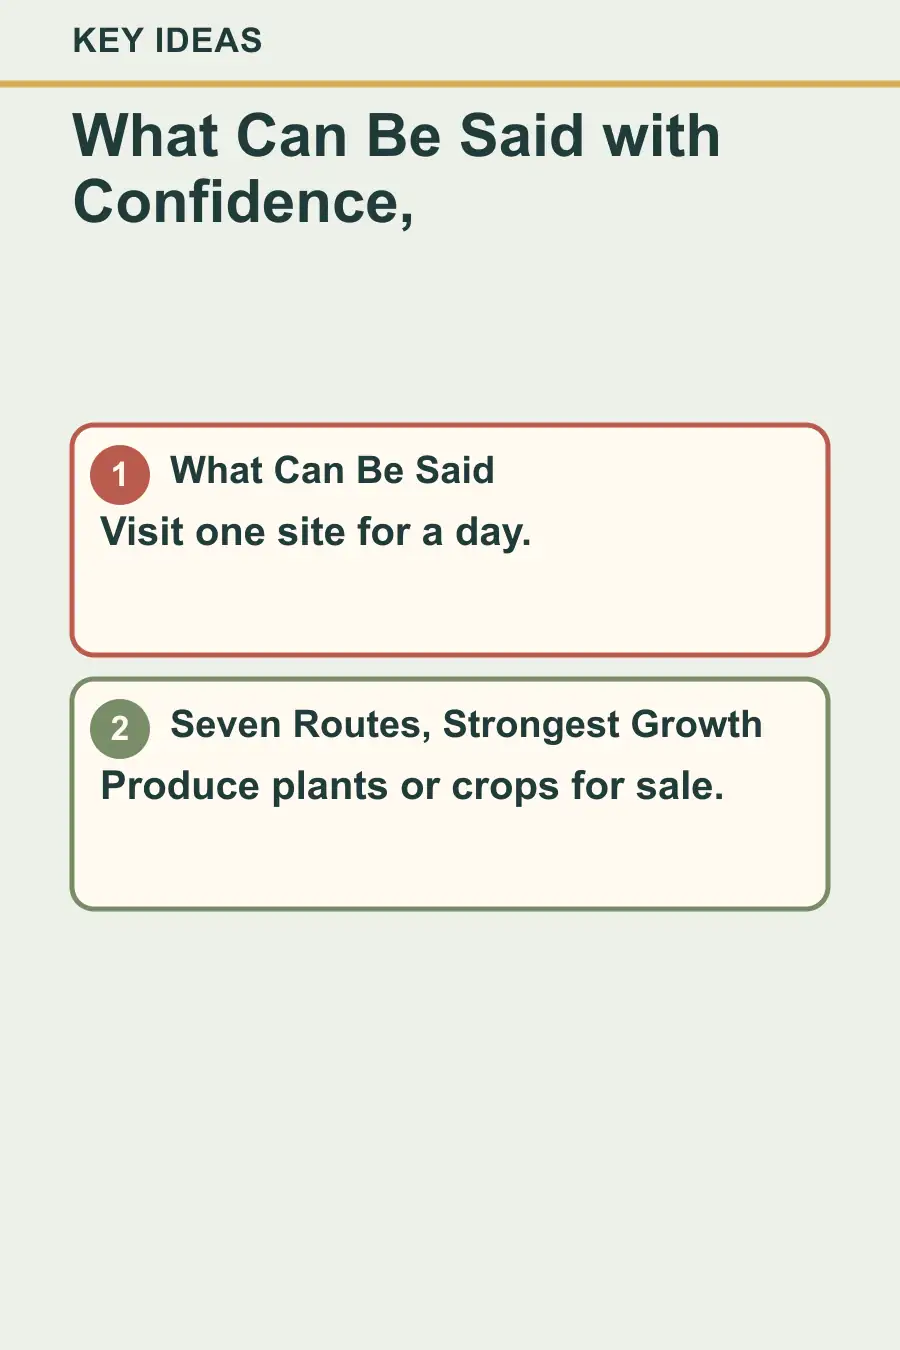 KEY IDEAS
What Can Be Said with
Confidence,
1 What Can Be Said
Visit one site for a day.
2 Seven Routes, Strongest Growth
Produce plants or crops for sale.